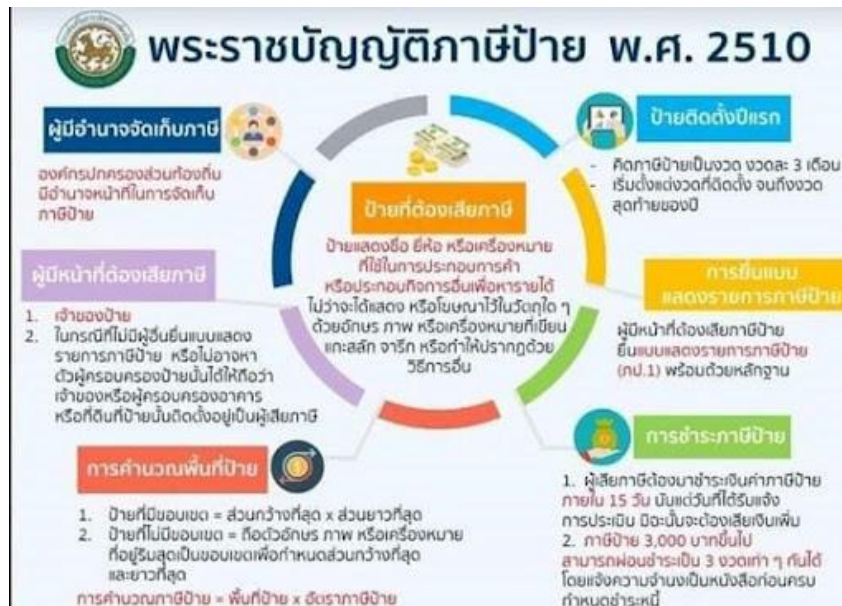 พระราชบัญญัติภาษีป้าย พ.ศ. 2510
ผู้มีอำนาจจัดเก็บภาษี
องค์กรปกครองส่วนท้องถิ่น
มีอำนาจหน้าที่ในการจัดเก็บ
ภาษีป้าย
ป้ายติดตั้งปีแรก
- คิดภาษีป้ายเป็นงวด งวดละ 3 เดือน
- เริ่มตั้งแต่งวดที่ติดตั้ง จนถึงงวด
สุดท้ายของปี
ป้ายที่ต้องเสียภาษี
ป้ายแสดงชื่อ ยี่ห้อ หรือเครื่องหมาย
ที่ใช้ในการประกอบการค้า
หรือประกอบกิจการอื่นเพื่อหารายได้
ไม่ว่าจะได้แสดง หรือโฆษณาไว้ในวัตถุใด ๆ
ด้วยอักษร ภาพ หรือเครื่องหมายที่เขียน
แกะสลัก จารึก หรือทำให้ปรากฏด้วย
วิธีการอื่น
ผู้มีหน้าที่ต้องเสียภาษี
1. เจ้าของป้าย
2. ในกรณีที่ไม่มีผู้อื่นยื่นแบบแสดง
รายการภาษีป้าย หรือไม่อาจหา
ตัวผู้ครอบครองป้ายนั้นได้ให้ถือว่า
เจ้าของหรือผู้ครอบครองอาคาร
หรือที่ดินที่ป้ายนั้นติดตั้งอยู่เป็นผู้เสียภาษี
การยื่นแบบ
แสดงรายการภาษีป้าย
ผู้มีหน้าที่ต้องเสียภาษีป้าย
ยื่นแบบแสดงรายการภาษีป้าย
(ภป.1) พร้อมด้วยหลักฐาน
การคำนวณพื้นที่ป้าย
1. ป้ายที่มีขอบเขต = ส่วนกว้างที่สุด x ส่วนยาวที่สุด
2. ป้ายที่ไม่มีขอบเขต = ถือตัวอักษร ภาพ หรือเครื่องหมาย
ที่อยู่ริมสุดเป็นขอบเขตเพื่อกำหนดส่วนกว้างที่สุด
และยาวที่สุด
การคำนวณภาษีป้าย = พื้นที่ป้าย x อัตราภาษีป้าย
การชำระภาษีป้าย
1. ผู้เสียภาษีต้องมาชำระเงินค่าภาษีป้าย
ภายใน 15 วัน นับแต่วันที่ได้รับแจ้ง
การประเมิน มิฉะนั้นจะต้องเสียเงินเพิ่ม
2. ภาษีป้าย 3,000 บาทขึ้นไป
สามารถผ่อนชำระเป็น 3 งวดเท่า ๆ กันได้
โดยแจ้งความจำนงเป็นหนังสือก่อนครบ
กำหนดชำระหนี้